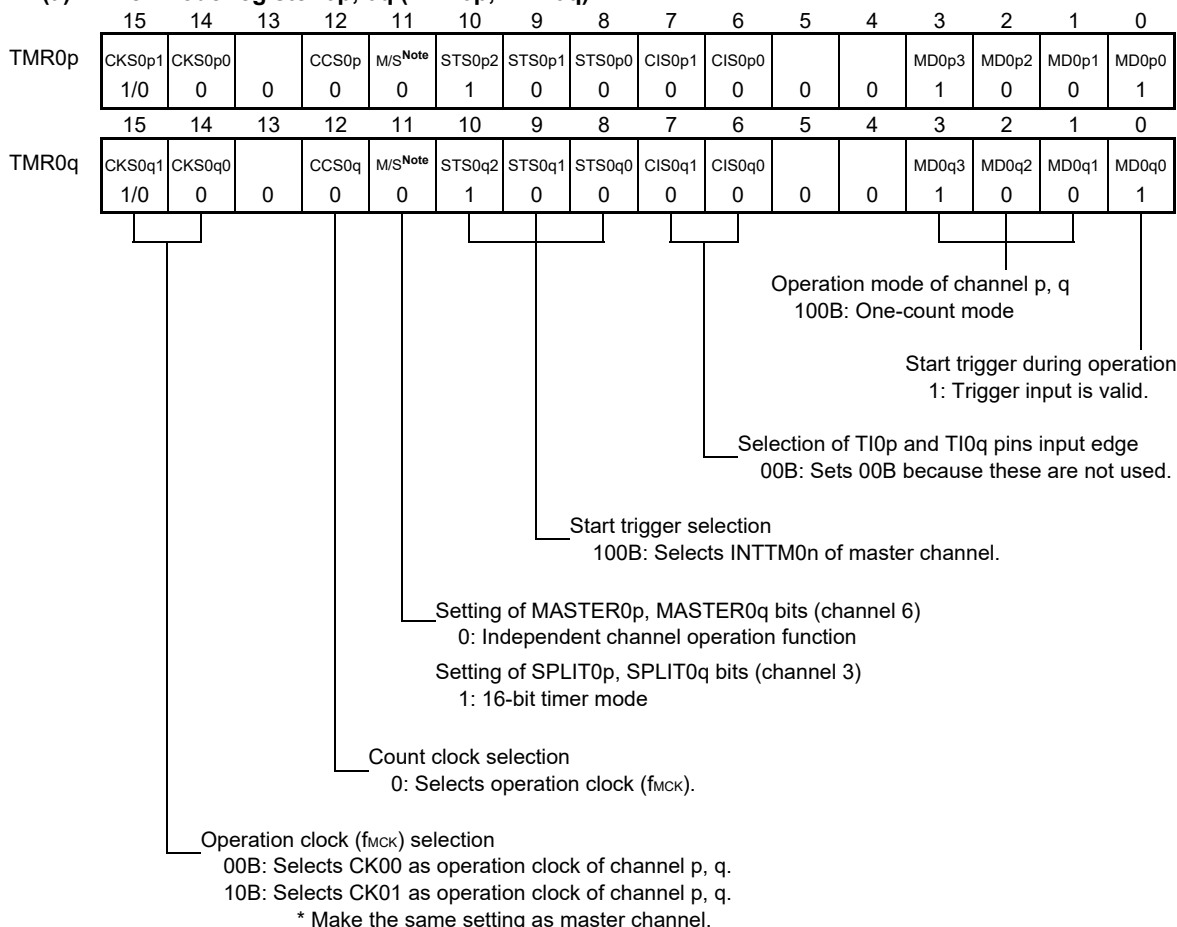 15 14 13 12 11 10 9 8 7 6 5 4 3 2 1 0
TMR0p CKS0p1 CKS0p0 CCS0p M/SNote STS0p2 STS0p1 STS0p0 CIS0p1 CIS0p0 MD0p3 MD0p2 MD0p1 MD0p0
1/0 0 0 0 0 1 0 0 0 0 0 0 1 0 0 1
15 14 13 12 11 10 9 8 7 6 5 4 3 2 1 0
TMR0q CKS0q1 CKS0q0 CCS0q M/SNote STS0q2 STS0q1 STS0q0 CIS0q1 CIS0q0 MD0q3 MD0q2 MD0q1 MD0q0
1/0 0 0 0 0 1 0 0 0 0 0 0 1 0 0 1
Operation mode of channel p, q
100B: One-count mode
Start trigger during operation
1: Trigger input is valid.
Selection of TI0p and TI0q pins input edge
00B: Sets 00B because these are not used.
Start trigger selection
100B: Selects INTTM0n of master channel.
Setting of MASTER0p, MASTER0q bits (channel 6)
0: Independent channel operation function
Setting of SPLIT0p, SPLIT0q bits (channel 3)
1: 16-bit timer mode
Count clock selection
0: Selects operation clock (fMCK).
Operation clock (fMCK) selection
00B: Selects CK00 as operation clock of channel p, q.
10B: Selects CK01 as operation clock of channel p, q.
* Make the same setting as master channel.